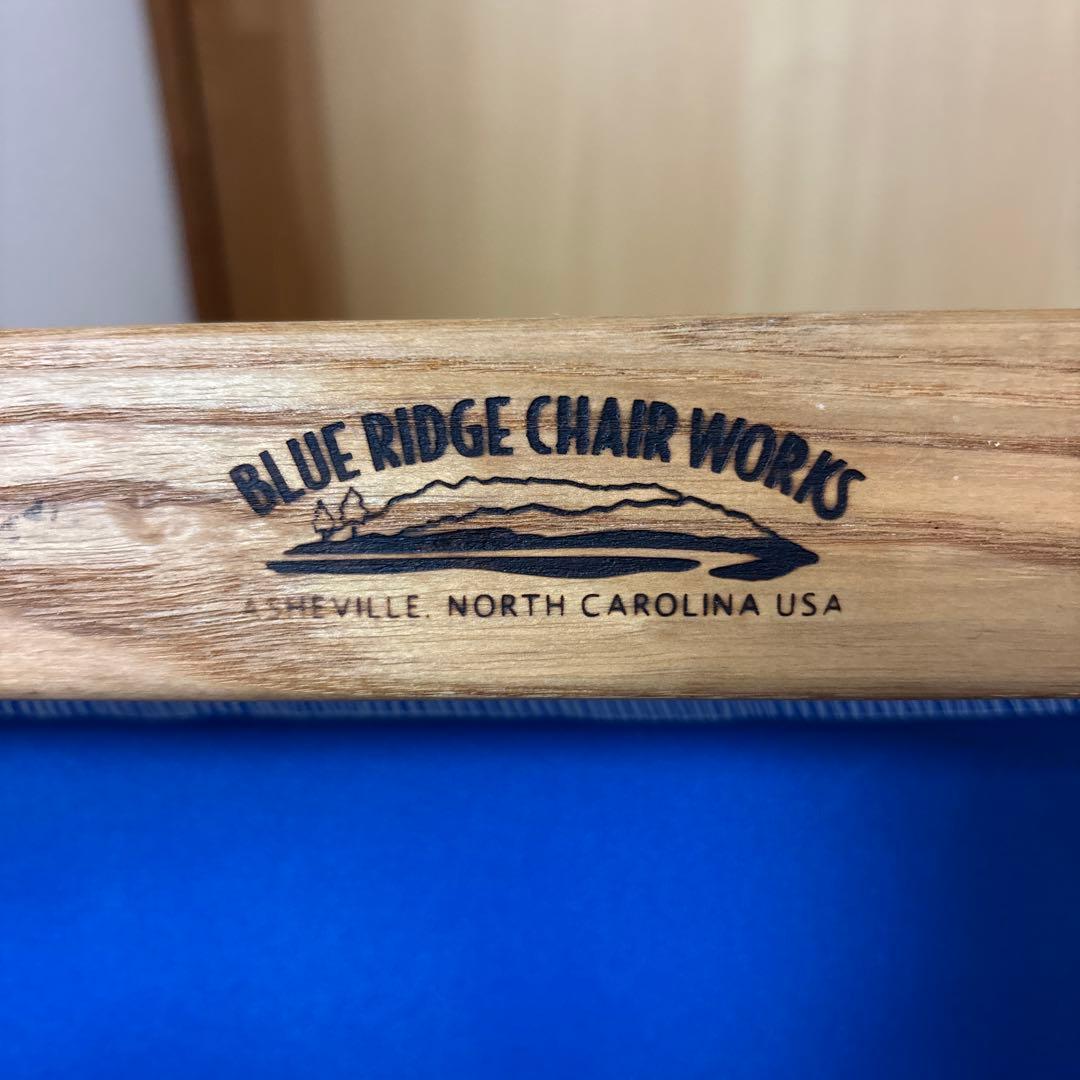 BLUE RIDGE CHAIR WORKS
ASHEVILLE. NORTH CAROLINA USA